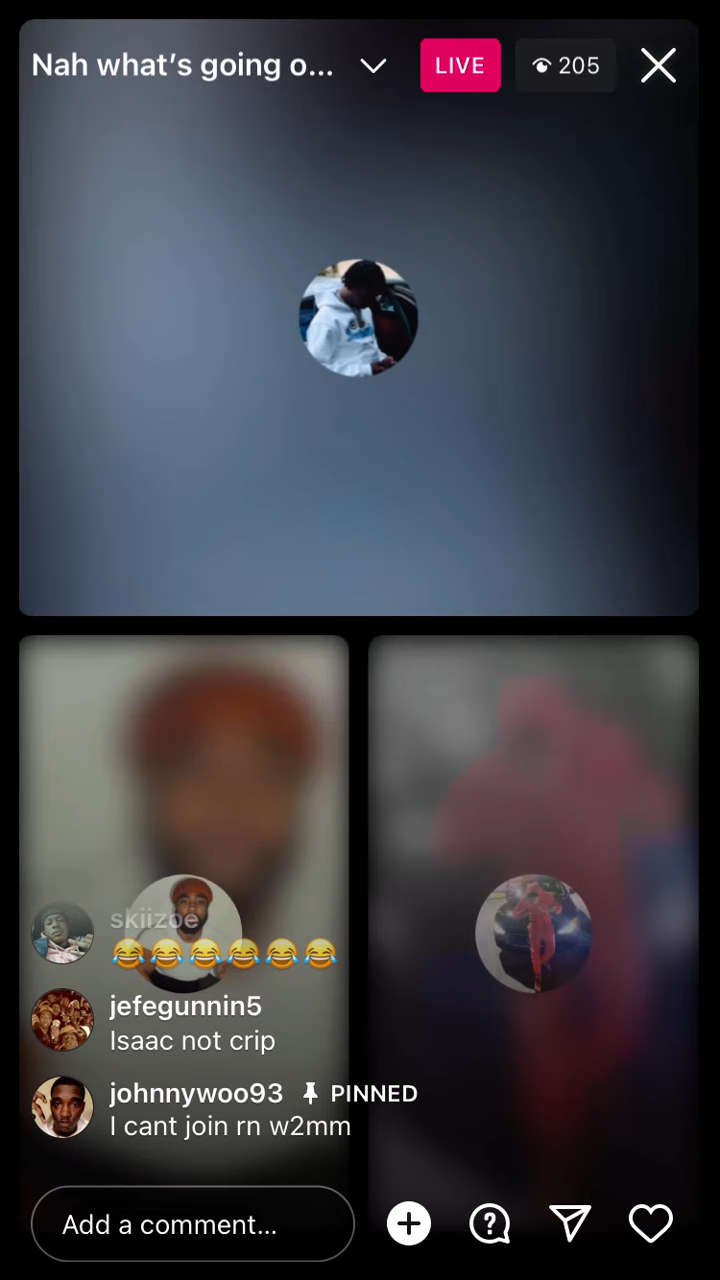 Nah what's going o...
LIVE
205
skiizoe
😂😂😂😂😂😂
jefegunnin5
Isaac not crip
johnnywoo93 PINNED
I cant join rn w2mm
Add a comment...